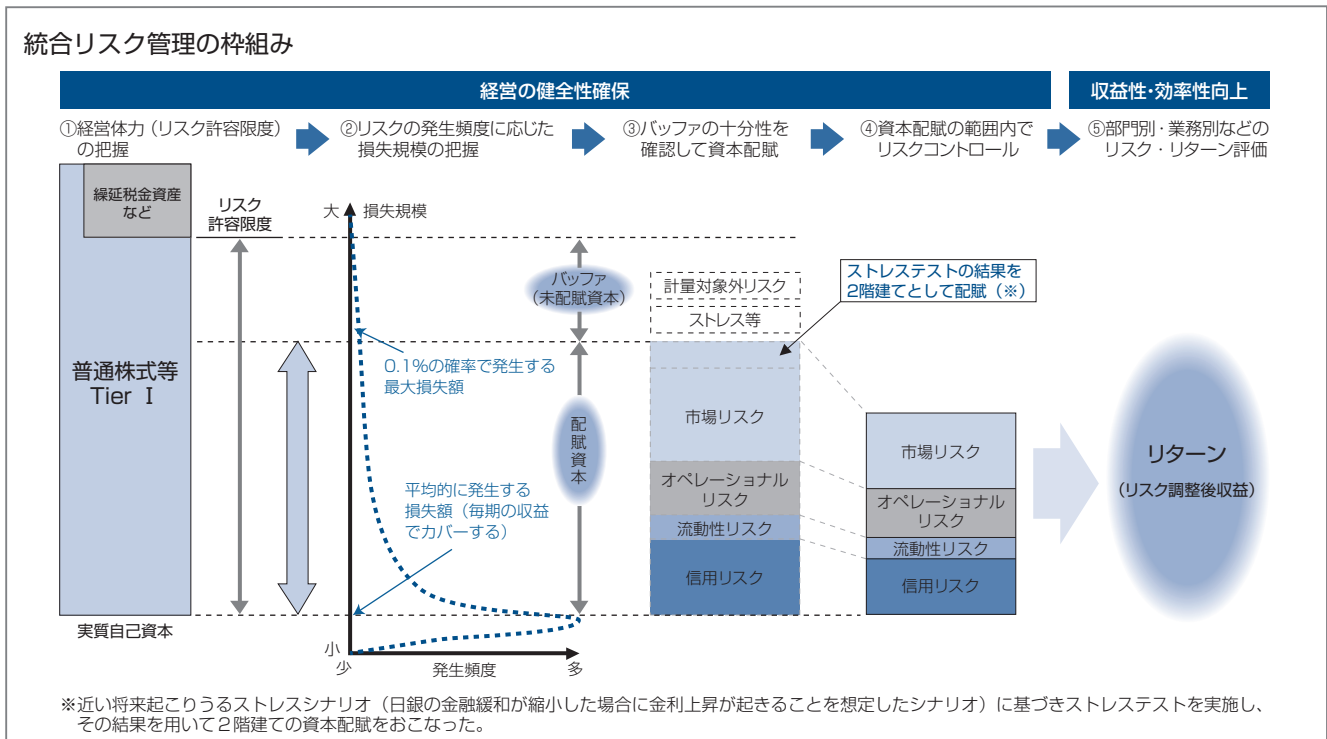 統合リスク管理の枠組み
経営の健全性確保
収益性・効率性向上
①経営体力（リスク許容限度）
の把握
②リスクの発生頻度に応じた
損失規模の把握
③バッファの十分性を
確認して資本配賦
④資本配賦の範囲内で
リスクコントロール
⑤部門別・業務別などの
リスク・リターン評価
繰延税金資産
など
リスク
許容限度
普通株式等
Tier Ⅰ
実質自己資本
大
損失規模
0.1%の確率で発生する
最大損失額
平均的に発生する
損失額（毎期の収益
でカバーする）
小
少
発生頻度
多
バッファ
（未配賦資本）
配賦資本
計量対象外リスク
ストレス等
市場リスク
オペレーショナル
リスク
流動性リスク
信用リスク
ストレステストの結果を
2階建てとして配賦（※）
市場リスク
オペレーショナル
リスク
流動性リスク
信用リスク
リターン
（リスク調整後収益）
※近い将来起こりうるストレスシナリオ（日銀の金融緩和が縮小した場合に金利上昇が起きることを想定したシナリオ）に基づきストレステストを実施し、
その結果を用いて２階建ての資本配賦をおこなった。